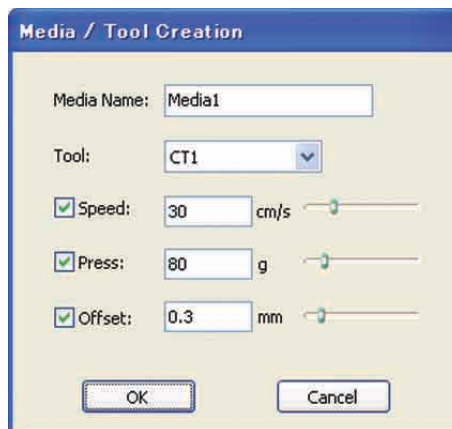 Media / Tool Creation
Media Name: Media1
Tool: CT1
Speed: 30 cm/s
Press: 80 g
Offset: 0.3 mm
OK Cancel